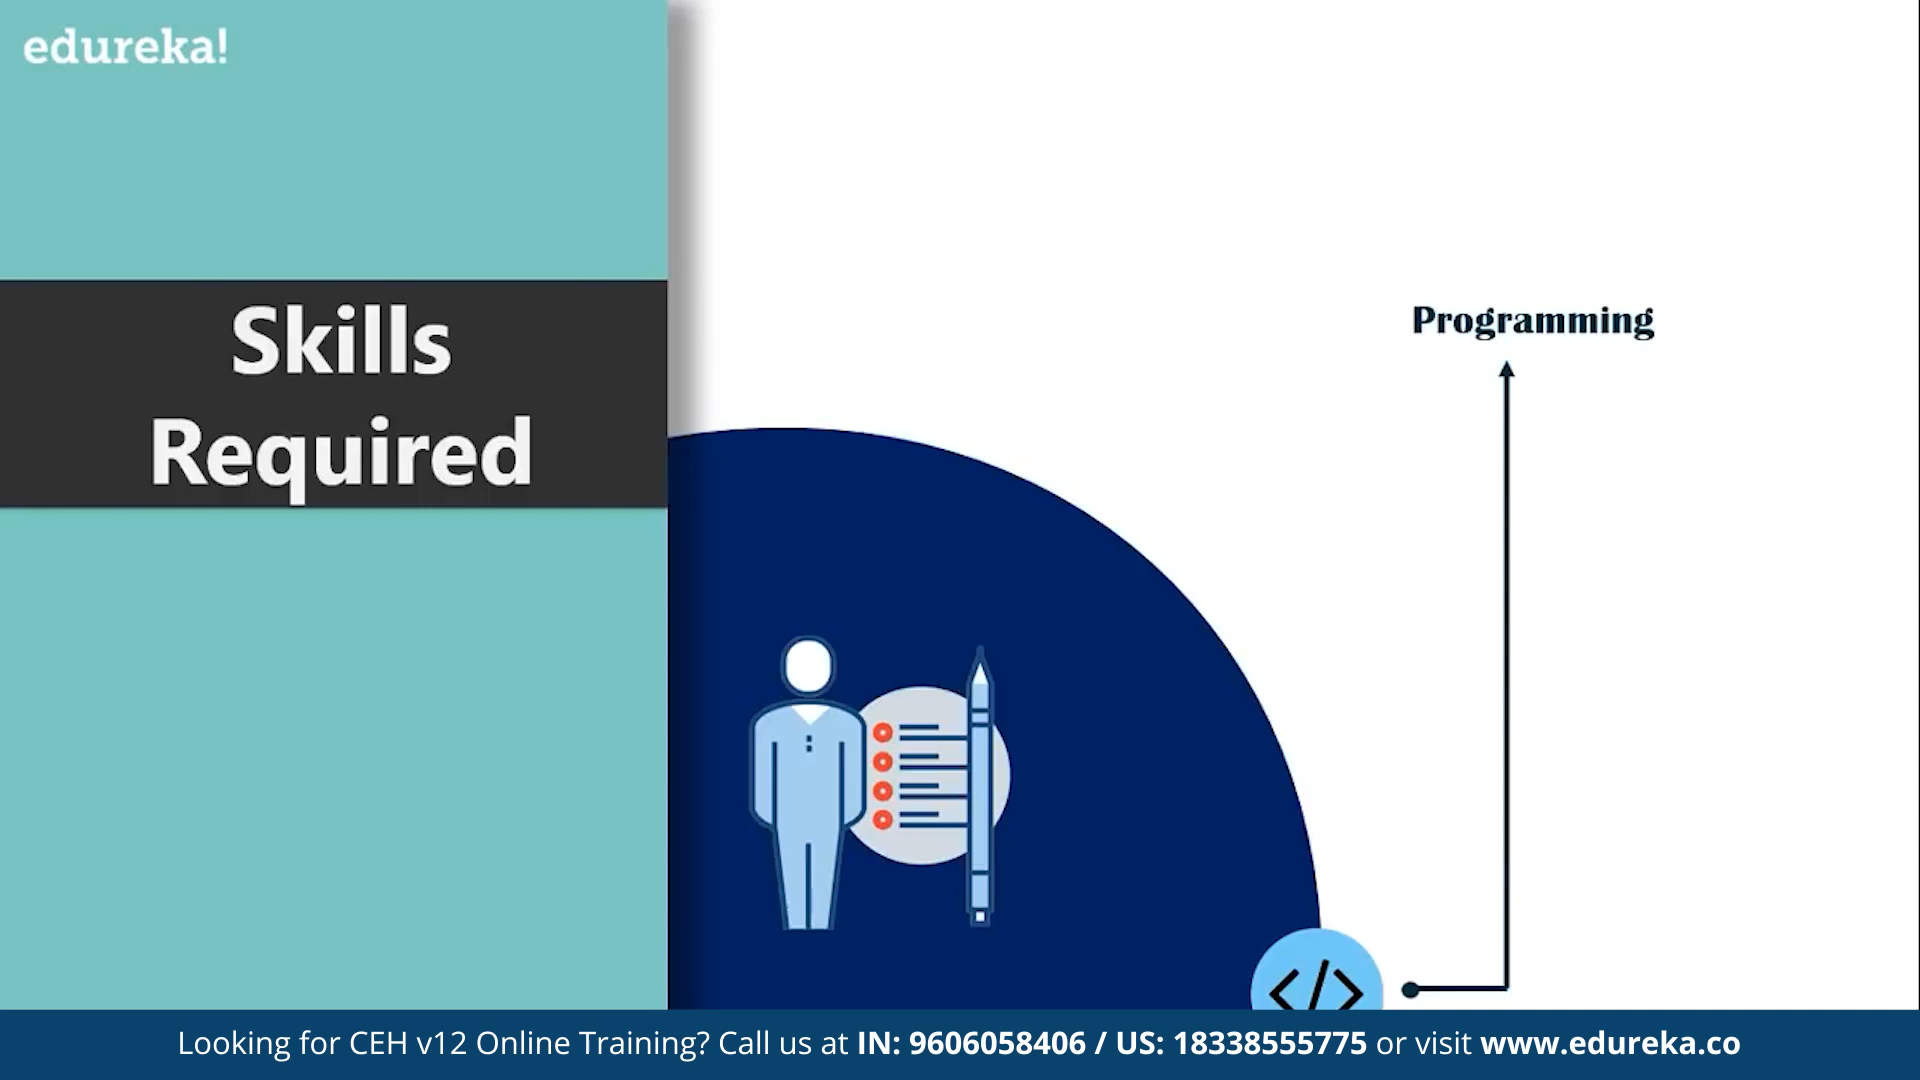 edureka!
Skills
Required
Programming
</>
Looking for CEH v12 Online Training? Call us at IN: 9606058406 / US: 18338555775 or visit www.edureka.co